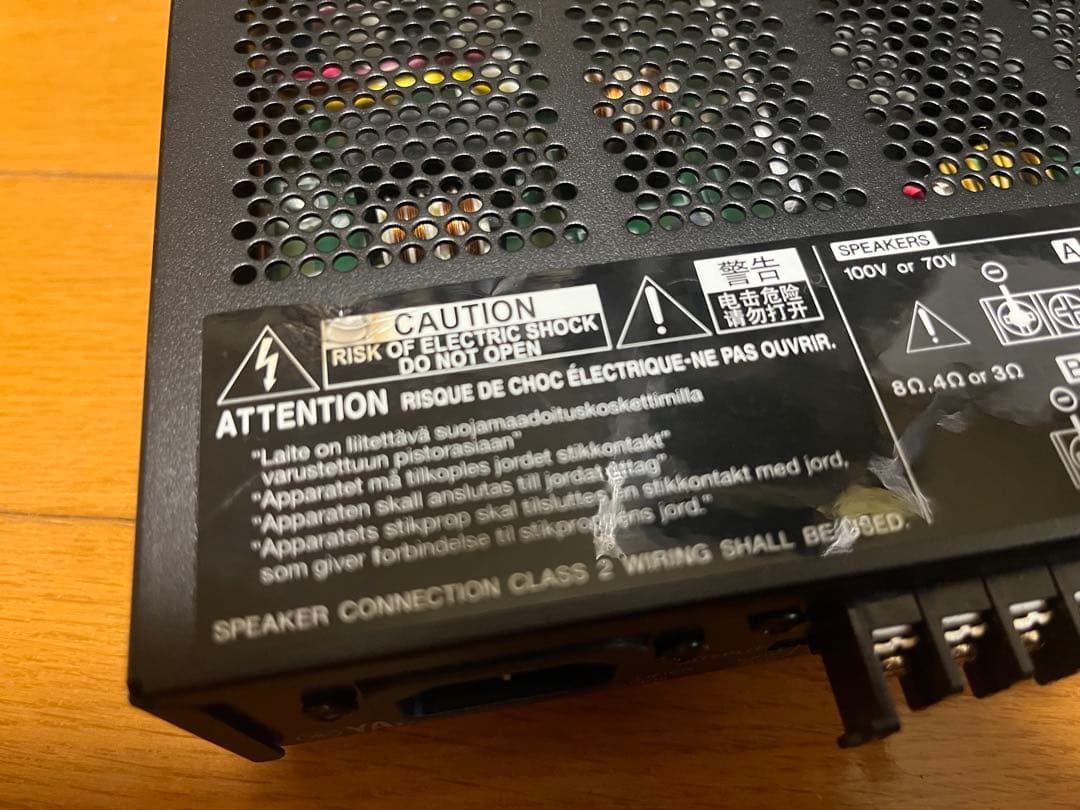 CAUTION
RISK OF ELECTRIC SHOCK
DO NOT OPEN
警告
电击危险
请勿打开
ATTENTION RISQUE DE CHOC ÉLECTRIQUE-NE PAS OUVRIR.
"Laite on liitettävä suojamaadoituskoskettimilla
varustettuun pistorasiaan"
"Apparatet må tilkoples jordet stikkontakt"
"Apparaten skall anslutas till jordat uttag"
"Apparatets stikprop skal tilsluttes en stikkontakt med jord,
som giver forbindelse til stikproppens jord."
SPEAKER CONNECTION CLASS 2 WIRING SHALL BE USED.
SPEAKERS
100V or 70V
8Ω,4Ω or 3Ω
A
B
YA